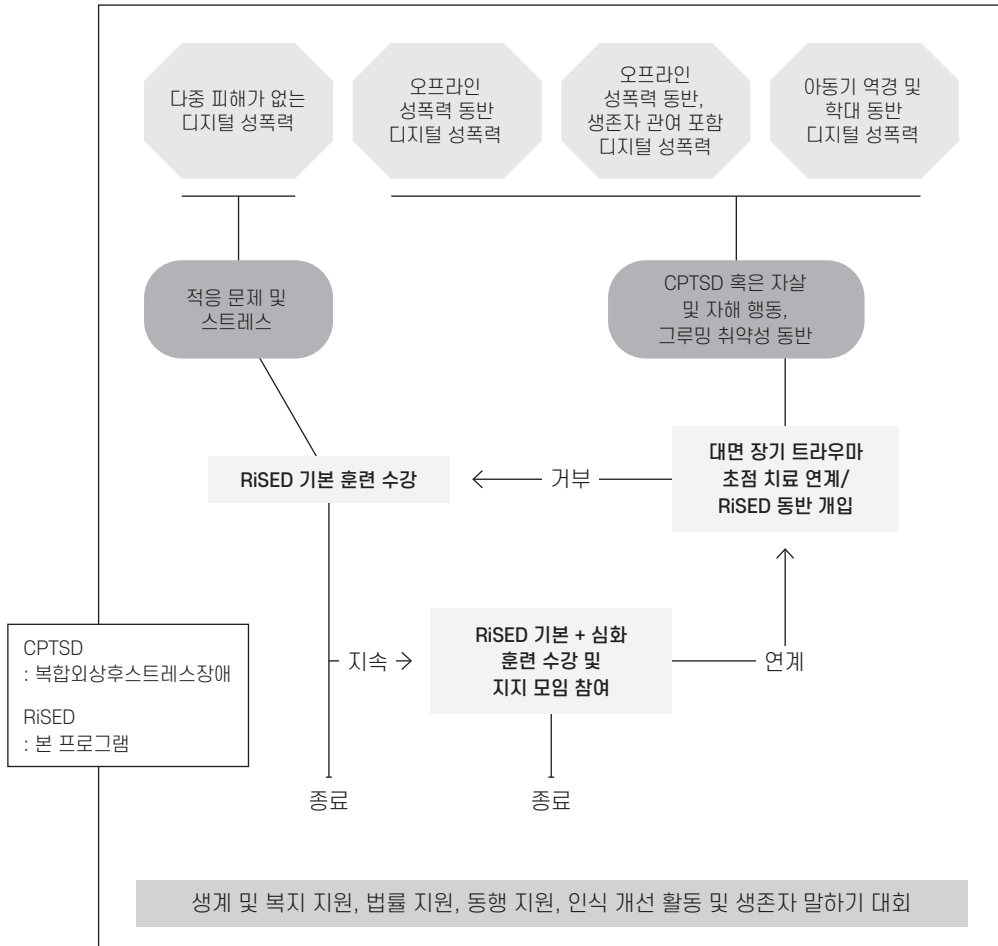 다중 피해가 없는
디지털 성폭력
오프라인
성폭력 동반
디지털 성폭력
오프라인
성폭력 동반,
생존자 관여 포함
디지털 성폭력
아동기 역경 및
학대 동반
디지털 성폭력
적응 문제 및
스트레스
CPTSD 혹은 자살
및 자해 행동,
그루밍 취약성 동반
RiSED 기본 훈련 수강
거부
대면 장기 트라우마
초점 치료 연계/
RiSED 동반 개입
지속
RiSED 기본 + 심화
훈련 수강 및
지지 모임 참여
연계
CPTSD
: 복합외상후스트레스장애
RiSED
: 본 프로그램
종료
종료
생계 및 복지 지원, 법률 지원, 동행 지원, 인식 개선 활동 및 생존자 말하기 대회